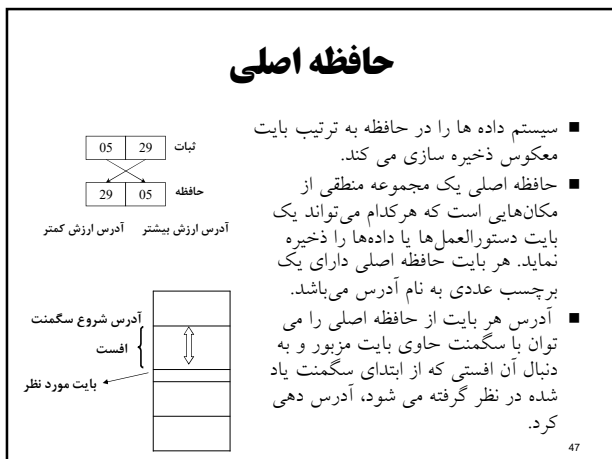 حافظه اصلی
■ سیستم داده ها را در حافظه به ترتیب بایت
معکوس ذخیره سازی می کند.
■ حافظه اصلی یک مجموعه منطقی از
مکان‌هایی است که هرکدام می‌تواند یک
بایت دستورالعمل‌ها یا داده‌ها را ذخیره
نماید. هر بایت حافظه اصلی دارای یک
برچسب عددی به نام آدرس می‌باشد.
■ آدرس هر بایت از حافظه اصلی را می
توان با سگمنت حاوی بایت مزبور و به
دنبال آن افستی که از ابتدای سگمنت یاد
شده در نظر گرفته می شود، آدرس دهی
کرد.
05 29 ثبات
29 05 حافظه
آدرس ارزش بیشتر آدرس ارزش کمتر
آدرس شروع سگمنت
افست
بایت مورد نظر
47